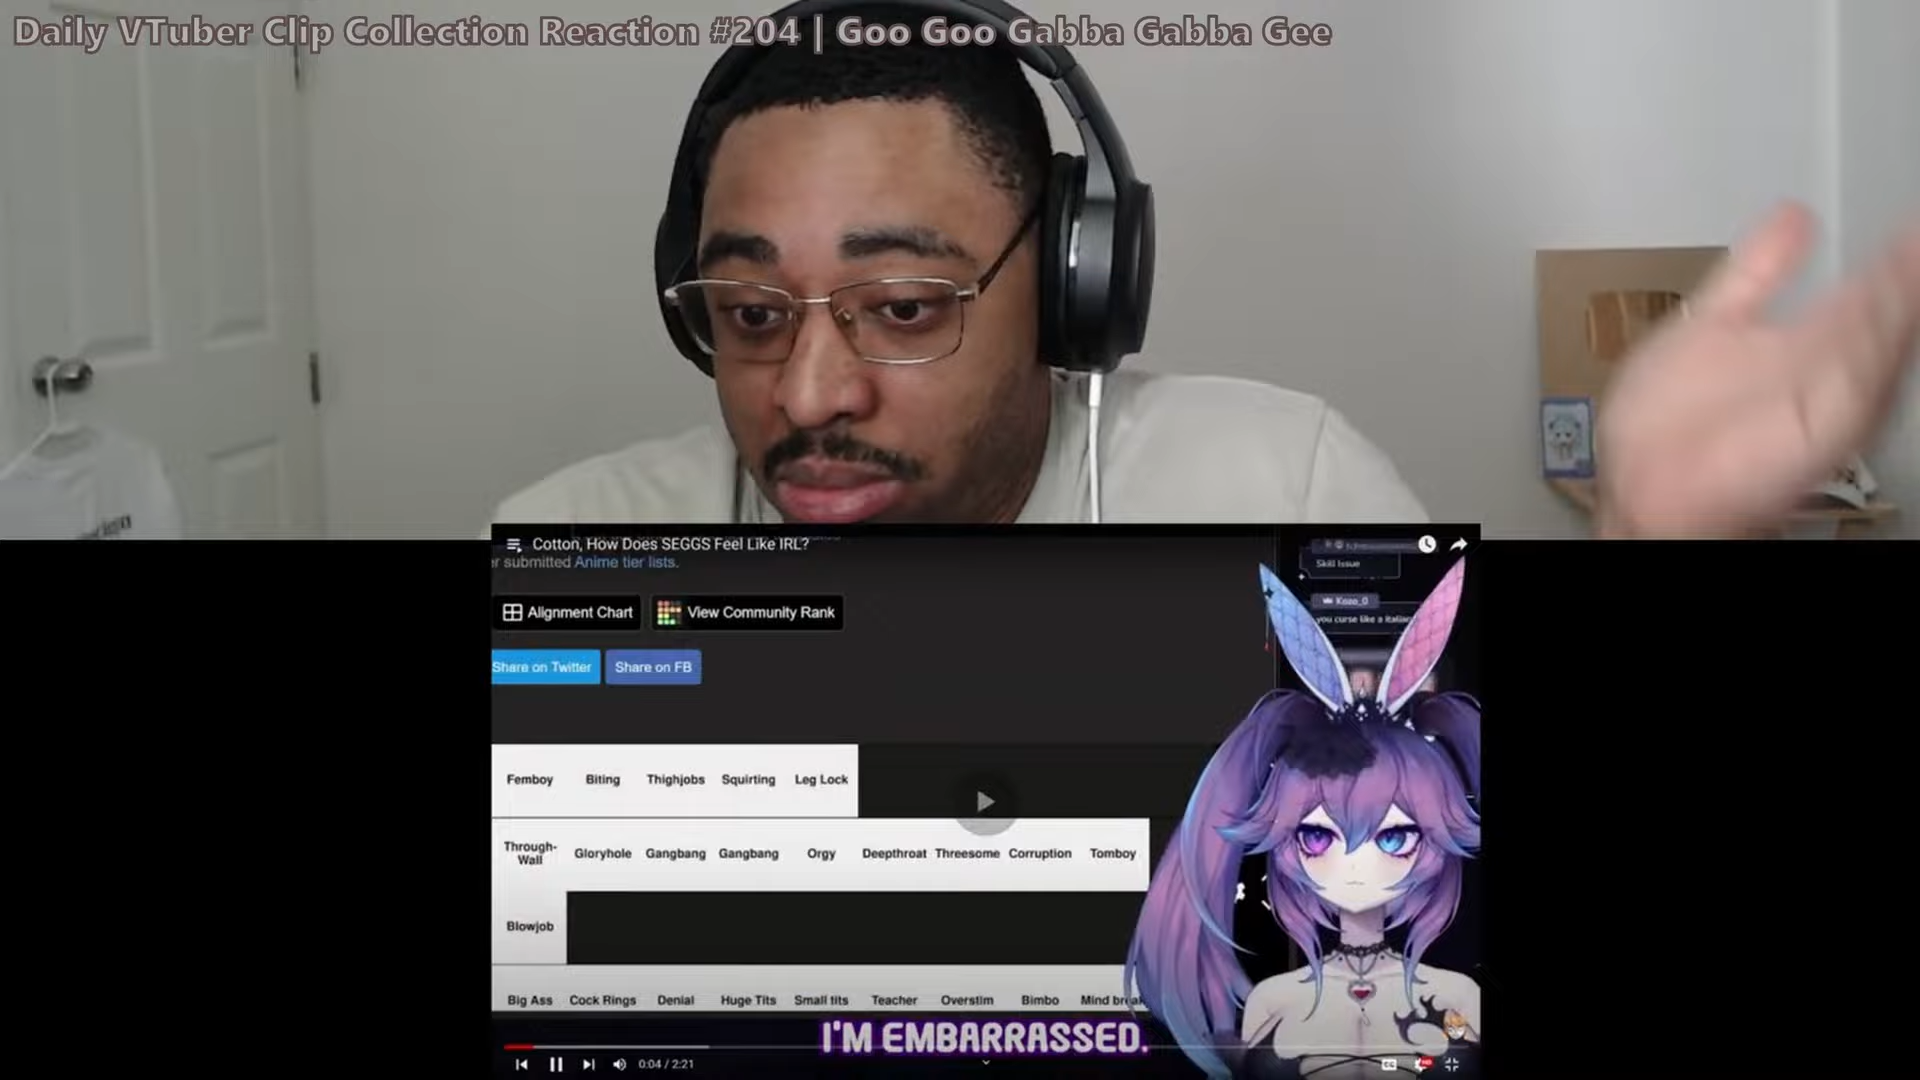 Daily VTuber Clip Collection Reaction #204 | Goo Goo Gabba Gabba Gee
Cotton, How Does SEGGS Feel Like IRL?
r submitted Anime tier lists.
Skill Issue
Kozo_0
you curse like a italian
Alignment Chart
View Community Rank
Share on Twitter
Share on FB
Femboy Biting Thighjobs Squirting Leg Lock
Through-
Wall
Gloryhole Gangbang Gangbang Orgy Deepthroat Threesome Corruption Tomboy
Blowjob
Big Ass Cock Rings Denial Huge Tits Small tits Teacher Overstim Bimbo Mind break
I'M EMBARRASSED.
0:04 / 2:21